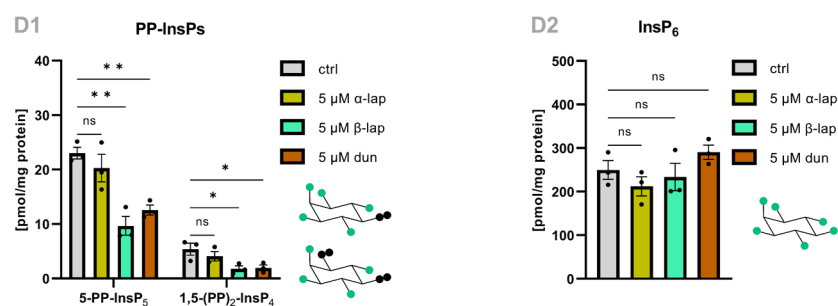 D1
PP-InsPs
[pmol/mg protein]
40
30
20
10
0
* *
* *
ns
*
*
ns
5-PP-InsP₅
1,5-(PP)₂-InsP₄
ctrl
5 µM α-lap
5 µM β-lap
5 µM dun
D2
InsP₆
[pmol/mg protein]
500
400
300
200
100
0
ns
ns
ns
ctrl
5 µM α-lap
5 µM β-lap
5 µM dun